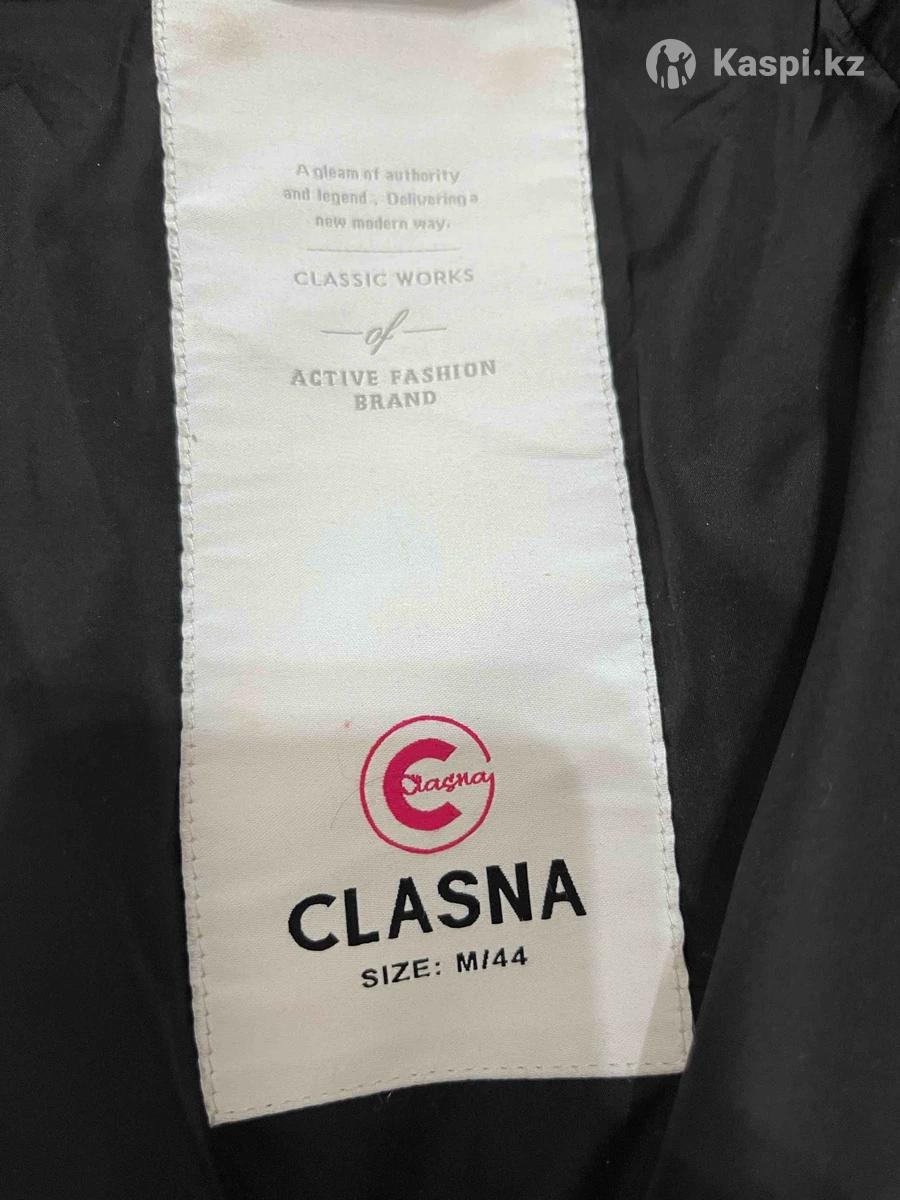 Kaspi.kz
A gleam of authority
and legend, Delivering a
new modern way.
CLASSIC WORKS
of
ACTIVE FASHION
BRAND
C
Clasna
CLASNA
SIZE: M/44